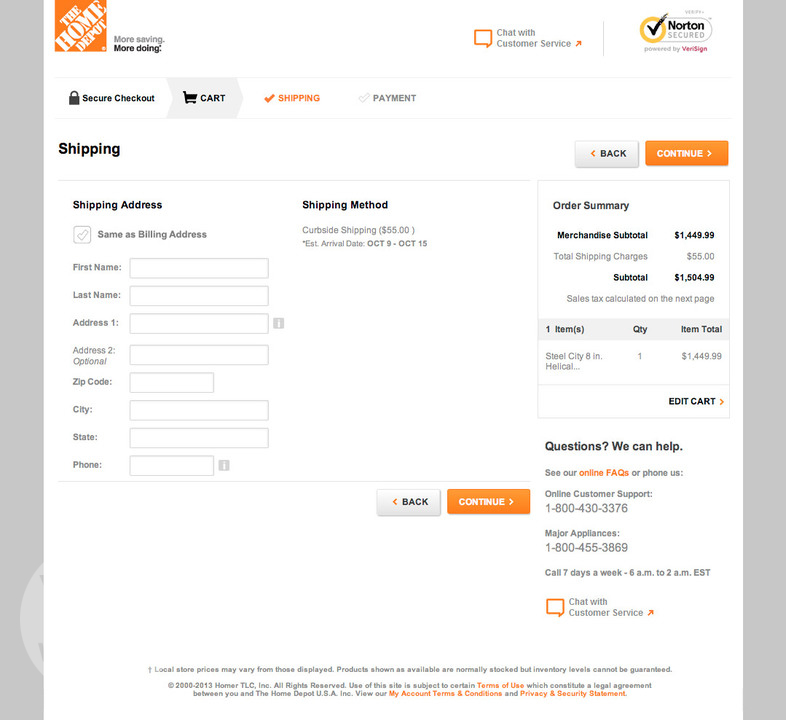 THE HOME DEPOT
More saving.
More doing.
Chat with
Customer Service
VERIFY
Norton
SECURED
powered by VeriSign
Secure Checkout
CART
SHIPPING
PAYMENT
Shipping
BACK
CONTINUE
Shipping Address
Same as Billing Address
First Name:
Last Name:
Address 1:
Address 2:
Optional
Zip Code:
City:
State:
Phone:
Shipping Method
Curbside Shipping ($55.00 )
*Est. Arrival Date: OCT 9 - OCT 15
BACK
CONTINUE
Order Summary
Merchandise Subtotal $1,449.99
Total Shipping Charges $55.00
Subtotal $1,504.99
Sales tax calculated on the next page
1 Item(s) Qty Item Total
Steel City 8 in. 1 $1,449.99
Helical...
EDIT CART
Questions? We can help.
See our online FAQs or phone us:
Online Customer Support:
1-800-430-3376
Major Appliances:
1-800-455-3869
Call 7 days a week - 6 a.m. to 2 a.m. EST
Chat with
Customer Service
† Local store prices may vary from those displayed. Products shown as available are normally stocked but inventory levels cannot be guaranteed.
© 2000-2013 Homer TLC, Inc. All Rights Reserved. Use of this site is subject to certain Terms of Use which constitute a legal agreement
between you and The Home Depot U.S.A. Inc. View our My Account Terms & Conditions and Privacy & Security Statement.